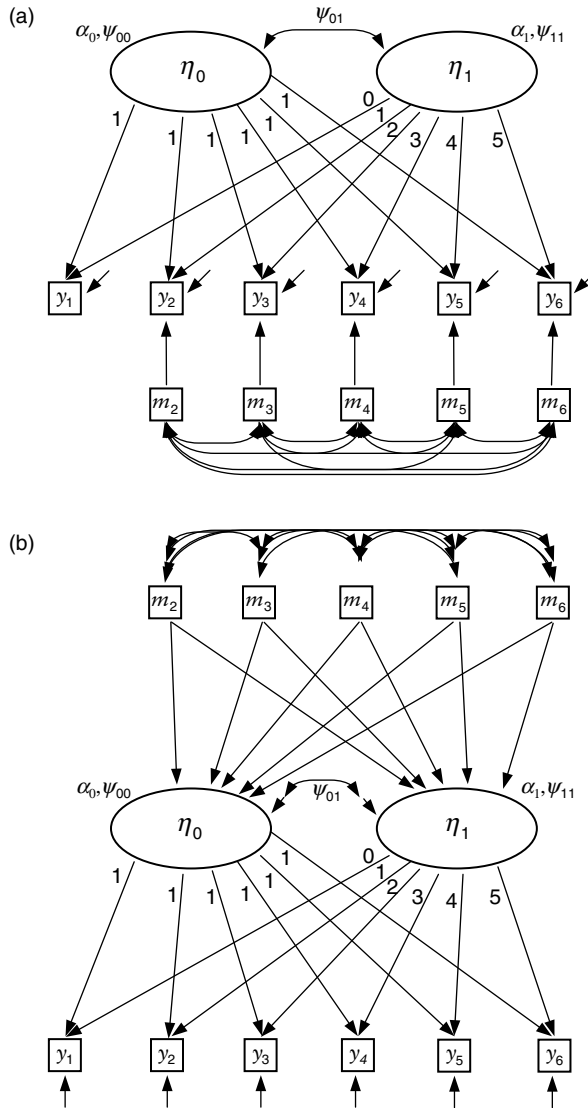 (a)
α₀,ψ₀₀ ψ₀₁ α₁,ψ₁₁
η₀ η₁
1 1 1 1 1 1 0 1 2 3 4 5
y₁ y₂ y₃ y₄ y₅ y₆
m₂ m₃ m₄ m₅ m₆
(b)
m₂ m₃ m₄ m₅ m₆
α₀,ψ₀₀ ψ₀₁ α₁,ψ₁₁
η₀ η₁
1 1 1 1 1 1 0 1 2 3 4 5
y₁ y₂ y₃ y₄ y₅ y₆